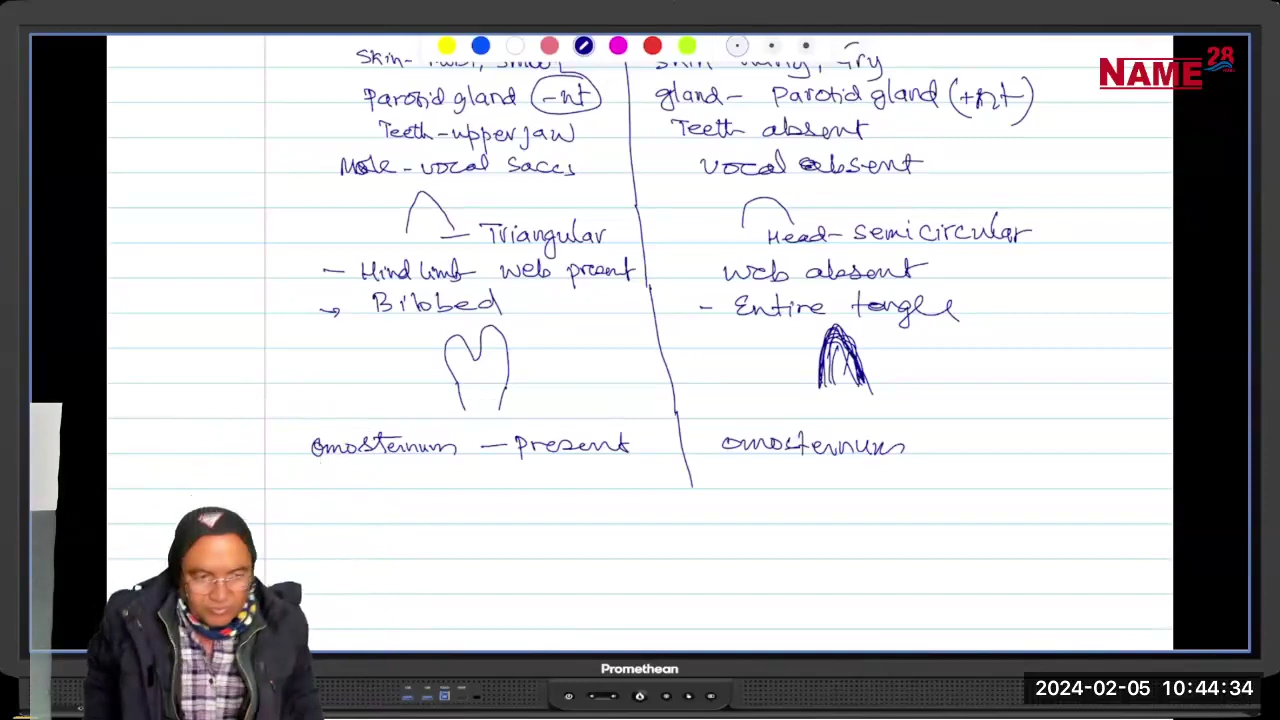 NAME 28
Skin- 
Parotid gland (-nt)
Teeth-upper jaw
Male - vocal saccs
— Triangular
— Hind limb web present
→ Bilobed
omosternum — present
gland - Parotid gland (+nt)
Teeth absent
vocal absent
Head- semicircular
web absent
- Entire tongue
omosternum
Promethean
2024-02-05 10:44:34